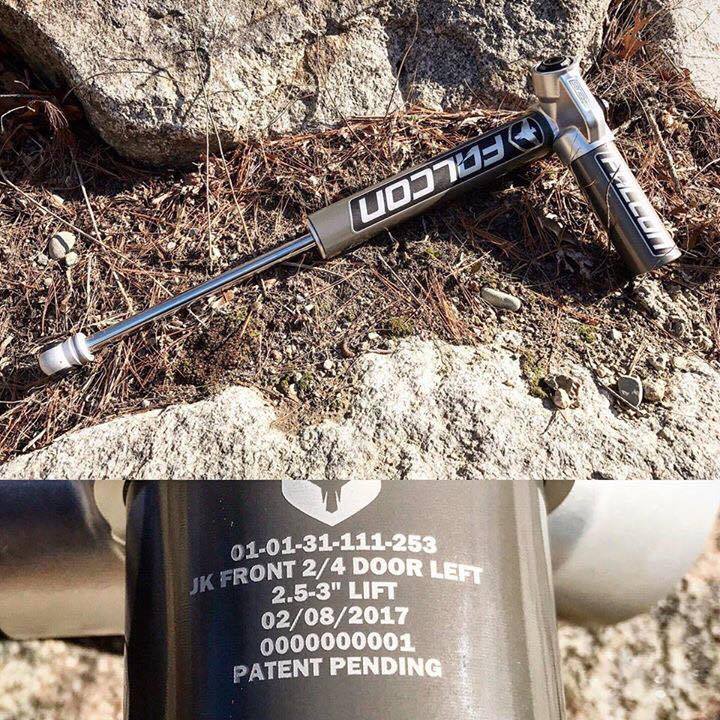 FALCON
FALCON
01-01-31-111-253
JK FRONT 2/4 DOOR LEFT
2.5-3" LIFT
02/08/2017
0000000001
PATENT PENDING